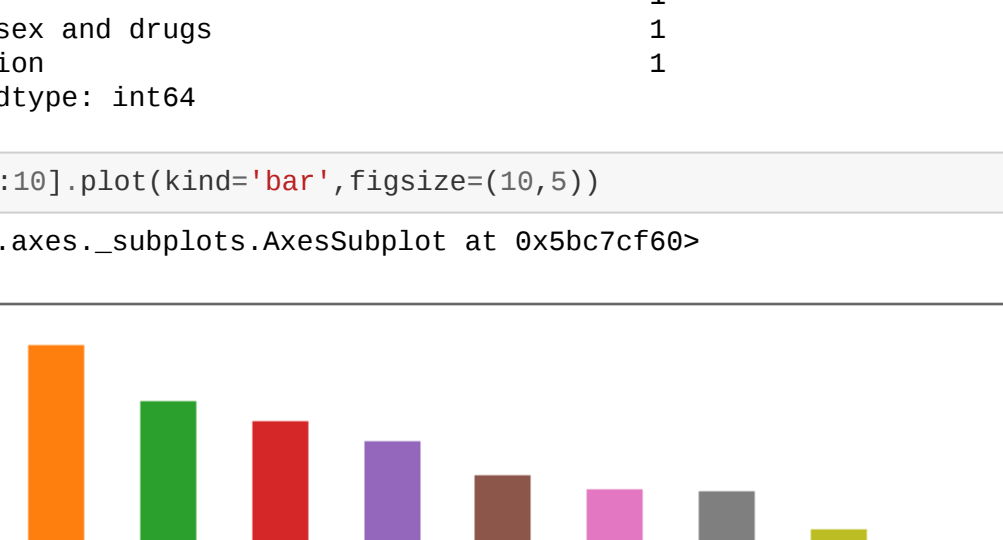 1
sex and drugs 1
ion 1
dtype: int64
:10].plot(kind='bar',figsize=(10,5))
.axes._subplots.AxesSubplot at 0x5bc7cf60>